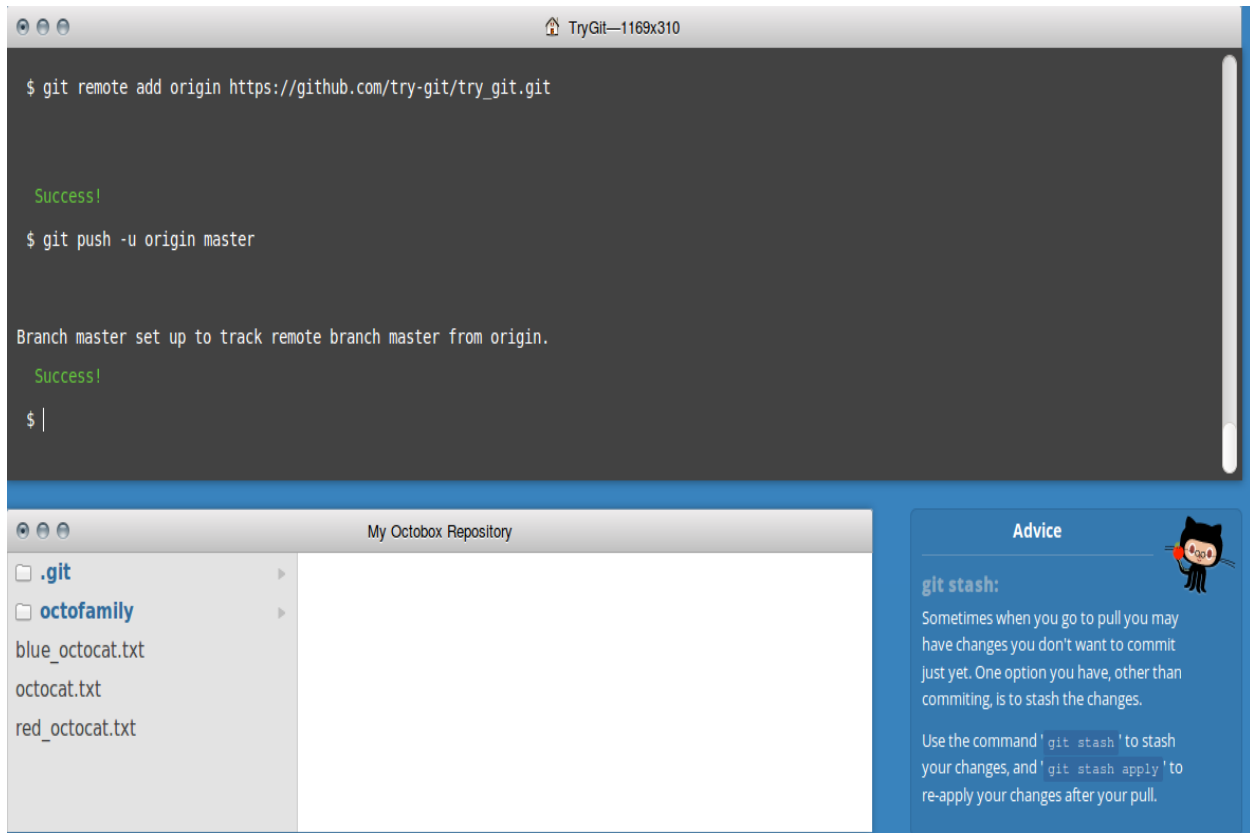 TryGit—1169x310
$ git remote add origin https://github.com/try-git/try_git.git
Success!
$ git push -u origin master
Branch master set up to track remote branch master from origin.
Success!
$
My Octobox Repository
.git
octofamily
blue_octocat.txt
octocat.txt
red_octocat.txt
Advice
git stash:
Sometimes when you go to pull you may
have changes you don't want to commit
just yet. One option you have, other than
commiting, is to stash the changes.
Use the command 'git stash' to stash
your changes, and 'git stash apply' to
re-apply your changes after your pull.